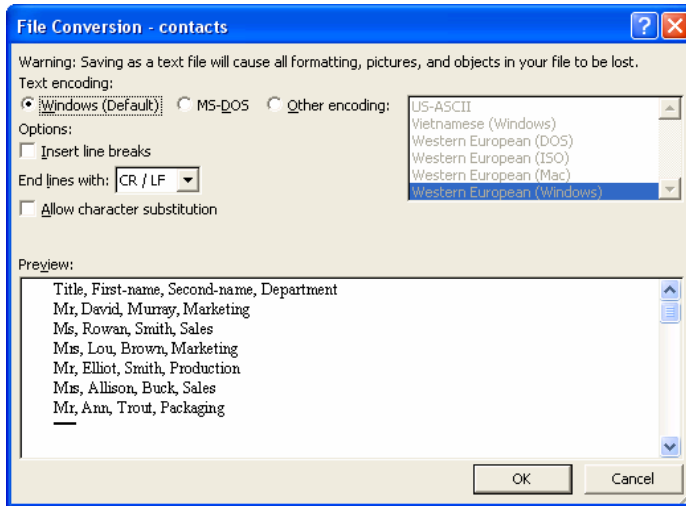 File Conversion - contacts
Warning: Saving as a text file will cause all formatting, pictures, and objects in your file to be lost.
Text encoding:
Windows (Default) MS-DOS Other encoding:
US-ASCII
Vietnamese (Windows)
Western European (DOS)
Western European (ISO)
Western European (Mac)
Western European (Windows)
Options:
Insert line breaks
End lines with: CR / LF
Allow character substitution
Preview:
Title, First-name, Second-name, Department
Mr, David, Murray, Marketing
Ms, Rowan, Smith, Sales
Mrs, Lou, Brown, Marketing
Mr, Elliot, Smith, Production
Mrs, Allison, Buck, Sales
Mr, Ann, Trout, Packaging
OK Cancel